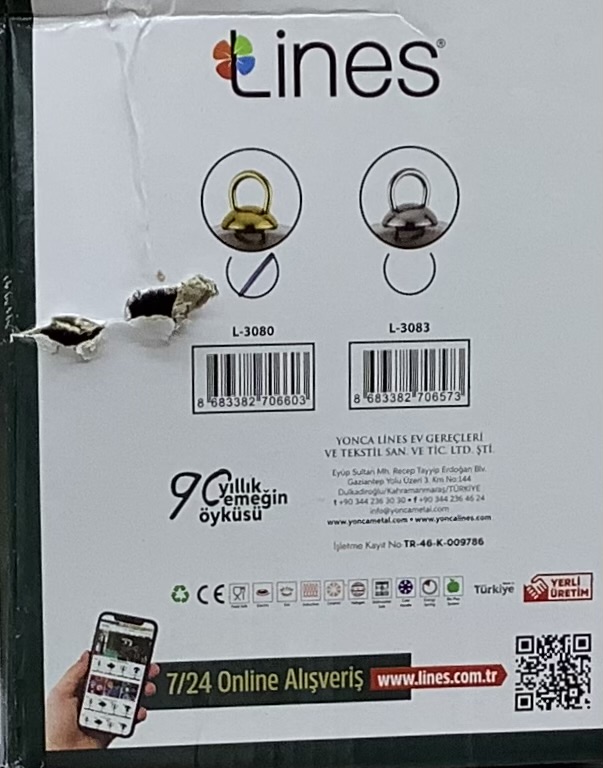 Lines®
L-3080
L-3083
8 683382 706603
8 683382 706573
YONCA LINES EV GEREÇLERİ
VE TEKSTİL SAN. VE TİC. LTD. ŞTİ.
Eyüp Sultan Mh. Recep Tayyip Erdoğan Blv.
Gaziantep Yolu Üzeri 3. Km No:144
Dulkadiroğlu/Kahramanmaraş/TÜRKİYE
t +90 344 236 30 30 • f +90 344 236 46 24
info@yoncametal.com
www.yoncametal.com • www.yoncalines.com
İşletme Kayıt No TR-46-K-009786
90 yıllık
emeğin
öyküsü
CE
Türkiye
YERLİ
ÜRETİM
7/24 Online Alışveriş
www.lines.com.tr